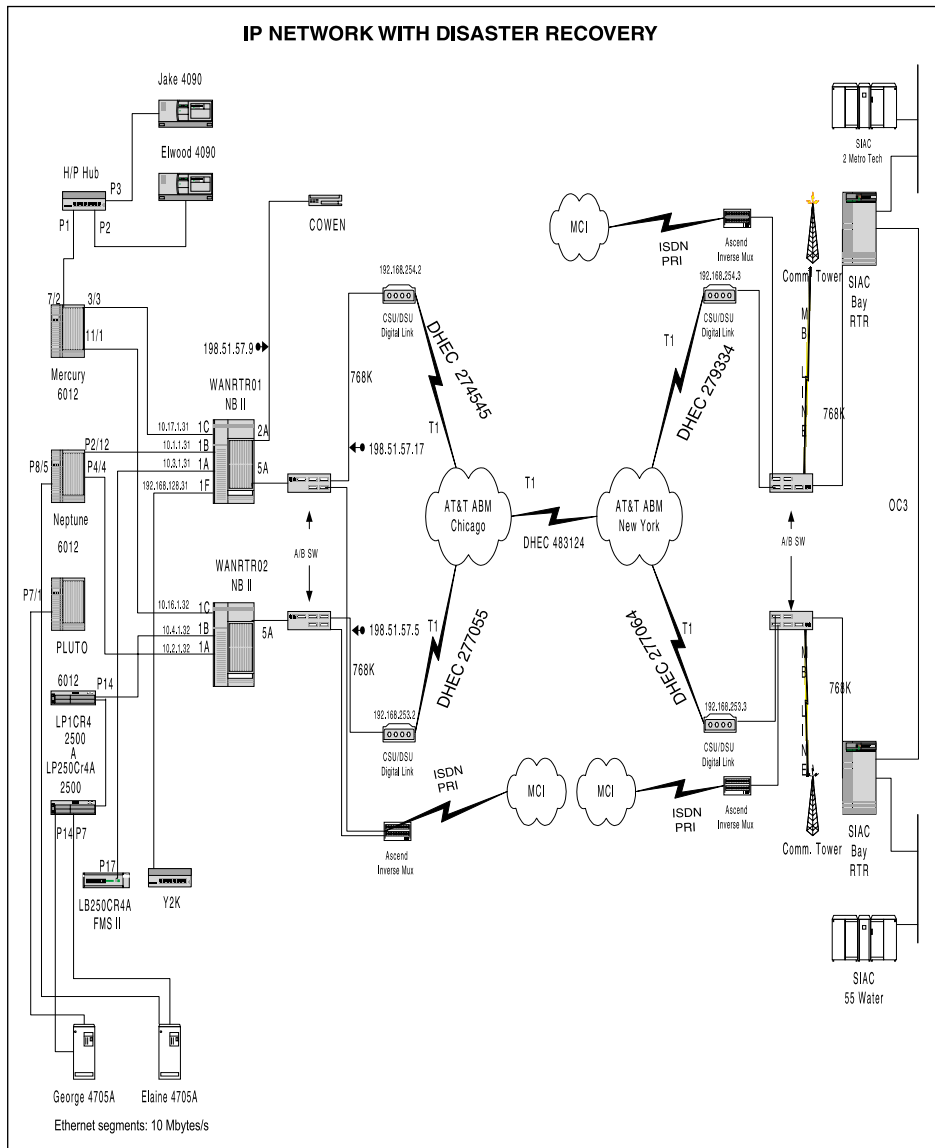 IP NETWORK WITH DISASTER RECOVERY
Jake 4090
Elwood 4090
H/P Hub
P3
P1
P2
COWEN
MCI
ISDN
PRI
Ascend
Inverse Mux
SIAC
2 Metro Tech
Comm. Tower
SIAC
Bay
RTR
7/2
3/3
11/1
Mercury
6012
198.51.57.9
192.168.254.2
CSU/DSU
Digital Link
192.168.254.3
CSU/DSU
Digital Link
DHEC 274545
T1
T1
DHEC 279334
MB LINE
768K
768K
198.51.57.17
WANRTR01
NB II
10.17.1.31
1C
2A
10.1.1.31
1B
10.3.1.31
1A
5A
192.168.128.31
1F
P2/12
P8/5
P4/4
Neptune
6012
A/B SW
AT&T ABM
Chicago
T1
DHEC 483124
AT&T ABM
New York
A/B SW
OC3
WANRTR02
NB II
P7/1
PLUTO
6012
10.16.1.32
1C
10.4.1.32
1B
5A
10.2.1.32
1A
198.51.57.5
768K
T1
DHEC 277055
T1
DHEC 277064
MB LINE
768K
P14
LP1CR4
2500
A
LP250Cr4A
2500
P14
P7
192.168.253.2
CSU/DSU
Digital Link
192.168.253.3
CSU/DSU
Digital Link
ISDN
PRI
MCI
MCI
ISDN
PRI
Ascend
Inverse Mux
Ascend
Inverse Mux
Comm. Tower
SIAC
Bay
RTR
P17
LB250CR4A
FMS II
Y2K
SIAC
55 Water
George 4705A
Elaine 4705A
Ethernet segments: 10 Mbytes/s